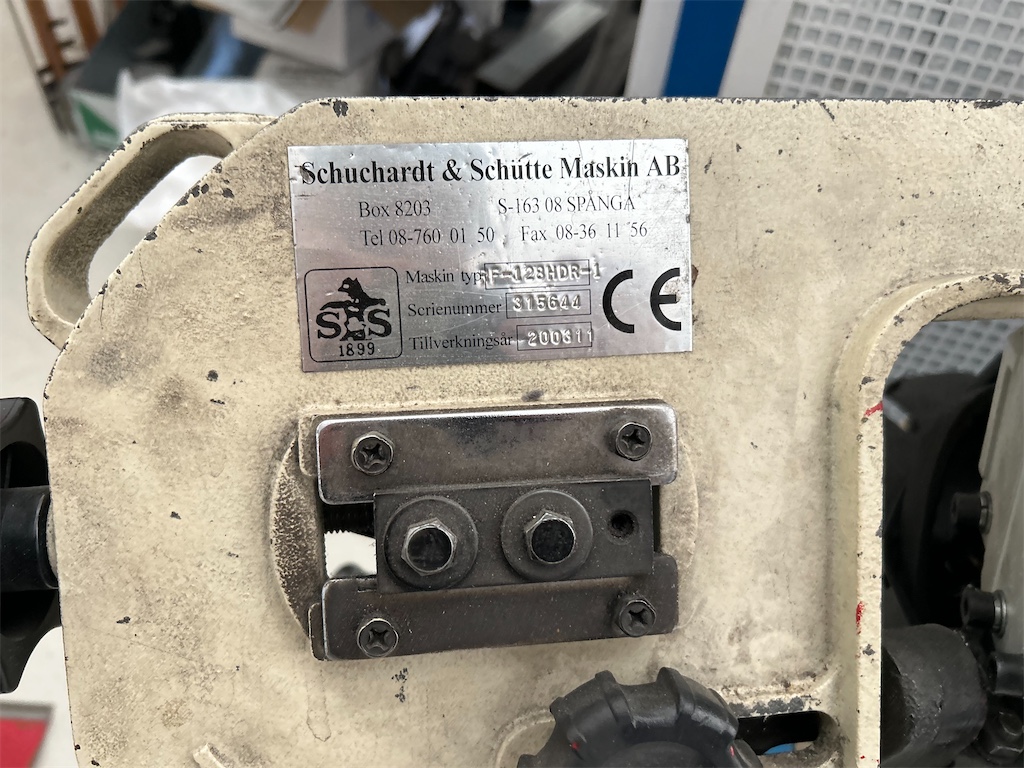 Schuchardt & Schütte Maskin AB
Box 8203 S-163 08 SPÅNGA
Tel 08-760 01 50 Fax 08-36 11 56
Maskin typ RF-128HDR-1
Serienummer 315644
Tillverkningsår 200311
CE
S&S
1899